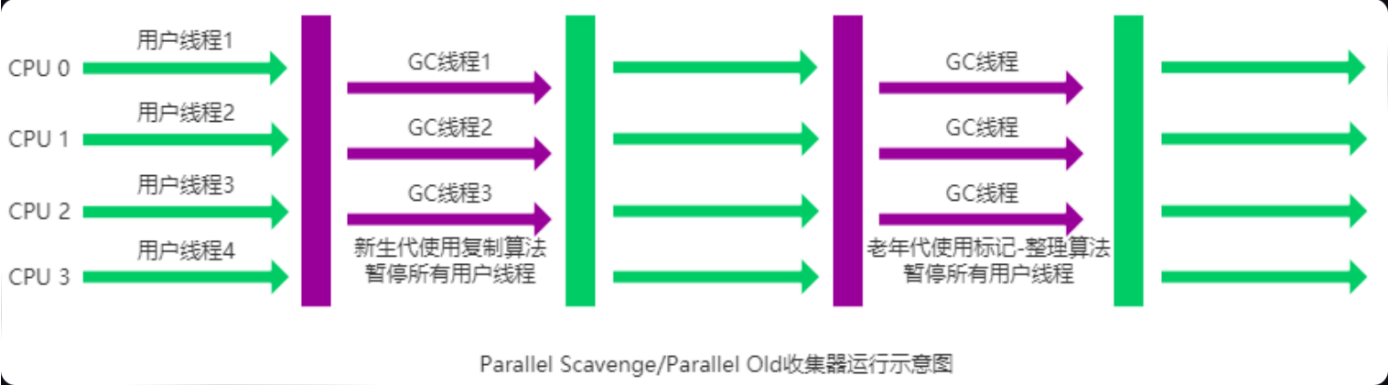 用户线程1
CPU 0
GC线程1
GC线程
用户线程2
CPU 1
GC线程2
GC线程
用户线程3
CPU 2
GC线程3
GC线程
用户线程4
CPU 3
新生代使用复制算法
暂停所有用户线程
老年代使用标记-整理算法
暂停所有用户线程
Parallel Scavenge/Parallel Old收集器运行示意图